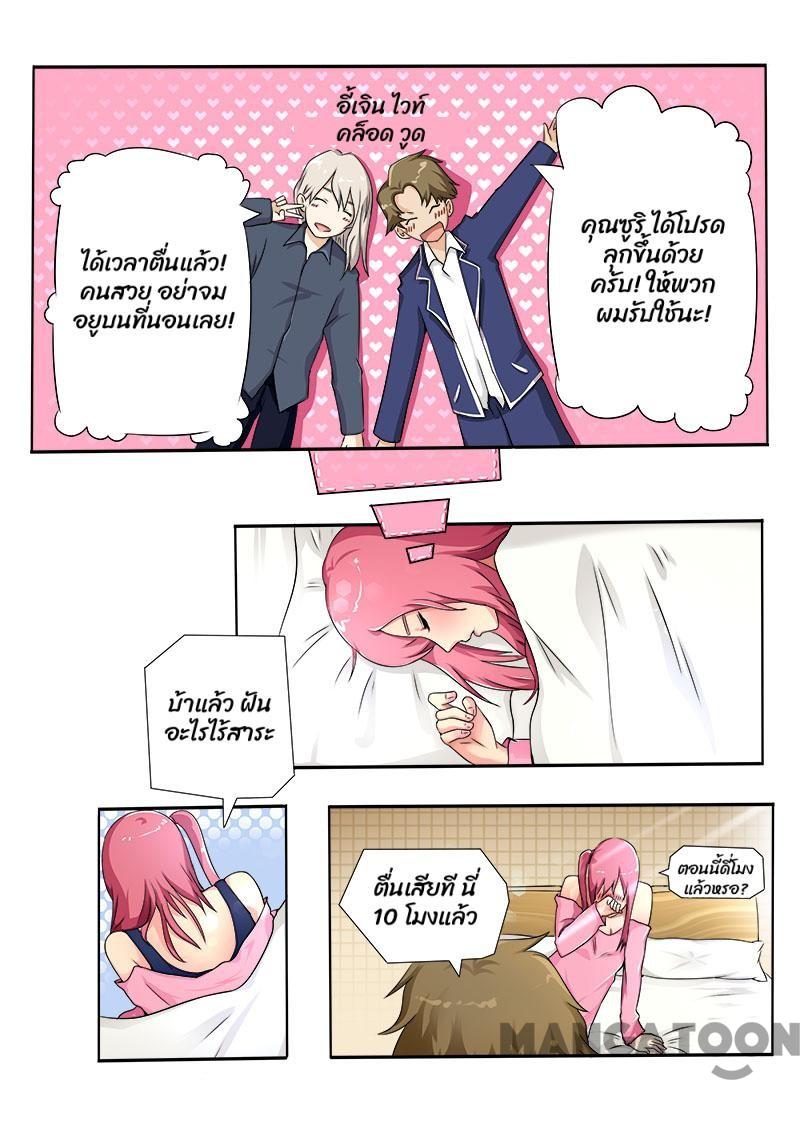 อี้เจิน ไวท์
คล็อด วูด
ได้เวลาตื่นแล้ว!
คนสวย อย่าจม
อยูบนที่นอนเลย!
คุณซูริ ได้โปรด
ลุกขึ้นด้วย
ครับ! ให้พวก
ผมรับใช้นะ!
บ้าแล้ว ฝัน
อะไรไร้สาระ
ตื่นเสียที นี่
10 โมงแล้ว
ตอนนี้ดี่โมง
แล้วหรอ?
MANGATOON